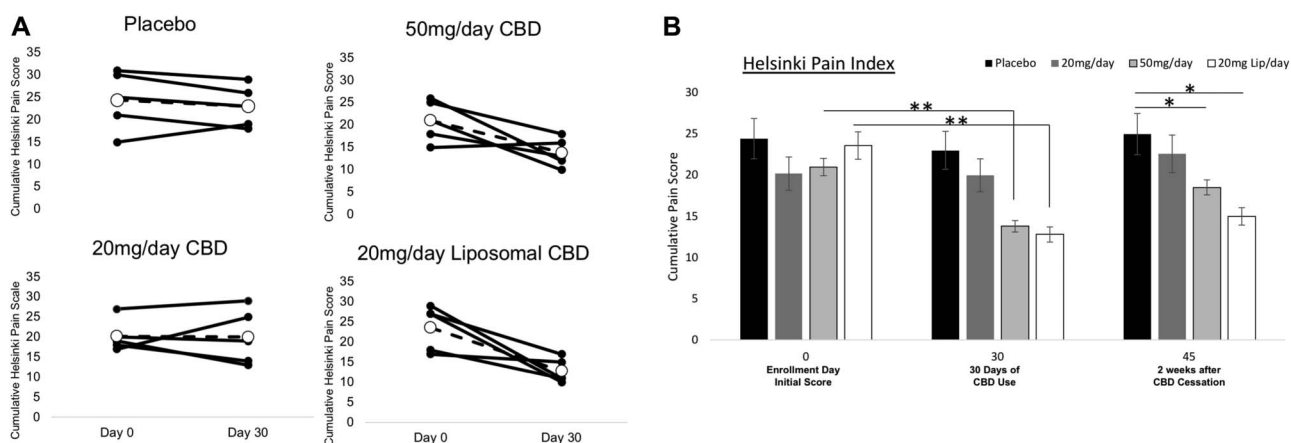 A
Placebo
Cumulative Helsinki Pain Score
35
30
25
20
15
10
5
0
50mg/day CBD
Cumulative Helsinki Pain Score
35
30
25
20
15
10
5
0
20mg/day CBD
Cumulative Helsinki Pain Scale
35
30
25
20
15
10
5
0
Day 0 Day 30
20mg/day Liposomal CBD
Cumulative Helsinki Pain Score
35
30
25
20
15
10
5
0
Day 0 Day 30
B
Helsinki Pain Index
Placebo 20mg/day 50mg/day 20mg Lip/day
Cumulative Pain Score
30
25
20
15
10
5
0
** 
**
*
*
0 30 45
Enrollment Day 30 Days of 2 weeks after
Initial Score CBD Use CBD Cessation